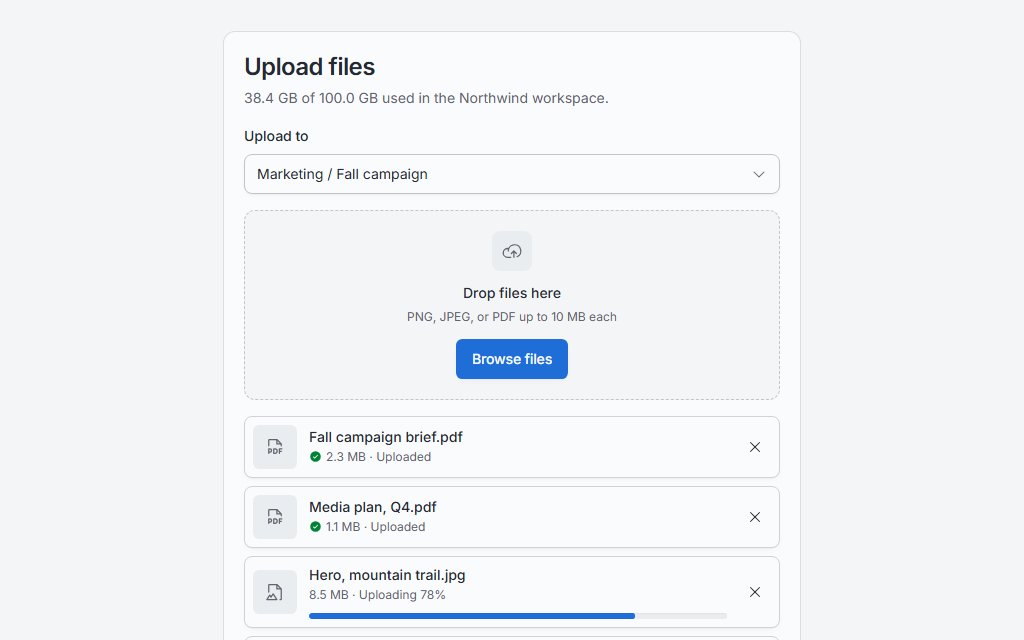 Upload files
38.4 GB of 100.0 GB used in the Northwind workspace.
Upload to
Marketing / Fall campaign
Drop files here
PNG, JPEG, or PDF up to 10 MB each
Browse files
PDF
Fall campaign brief.pdf
2.3 MB · Uploaded
PDF
Media plan, Q4.pdf
1.1 MB · Uploaded
Hero, mountain trail.jpg
8.5 MB · Uploading 78%